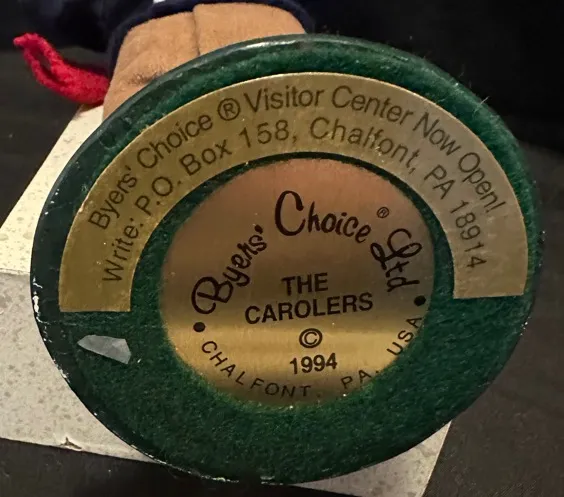 Byers' Choice ® Visitor Center Now Open!
Write: P.O. Box 158, Chalfont, PA 18914
Byers' Choice ® Ltd
THE
CAROLERS
©
1994
• CHALFONT, PA, USA •